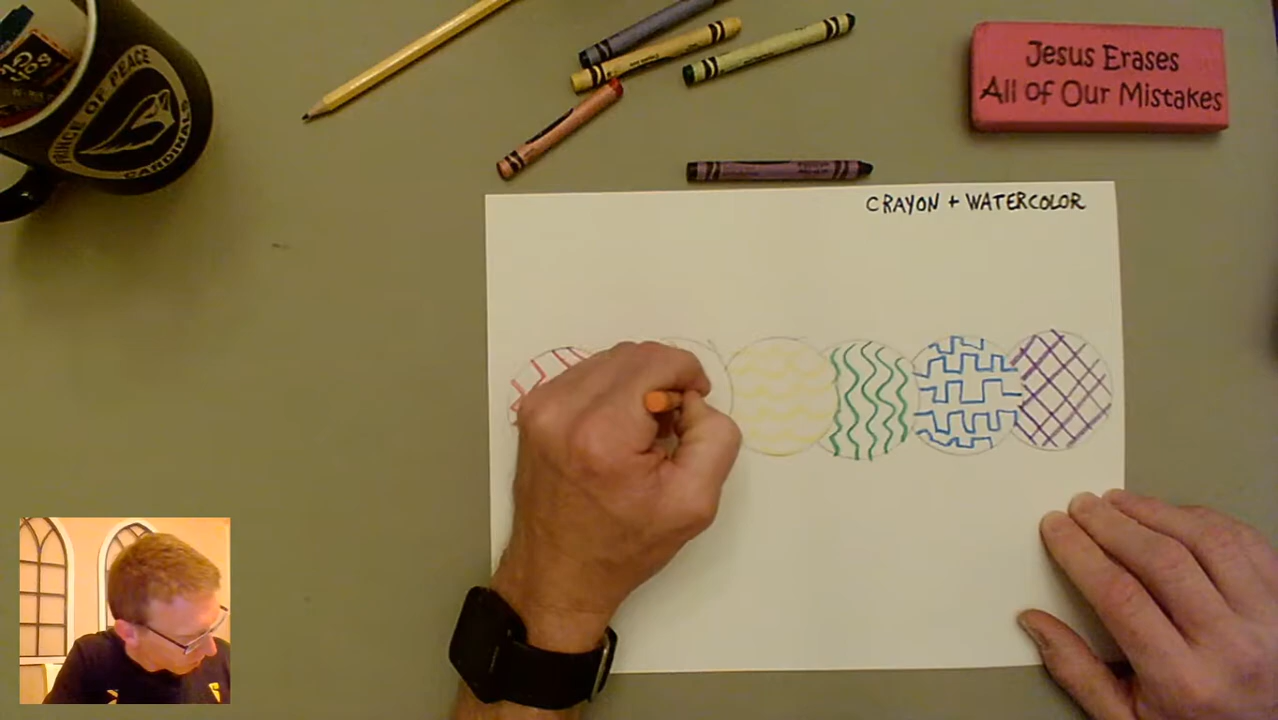 PRINCE OF PEACE
CARDINALS
Jesus Erases
All of Our Mistakes
CRAYON + WATERCOLOR